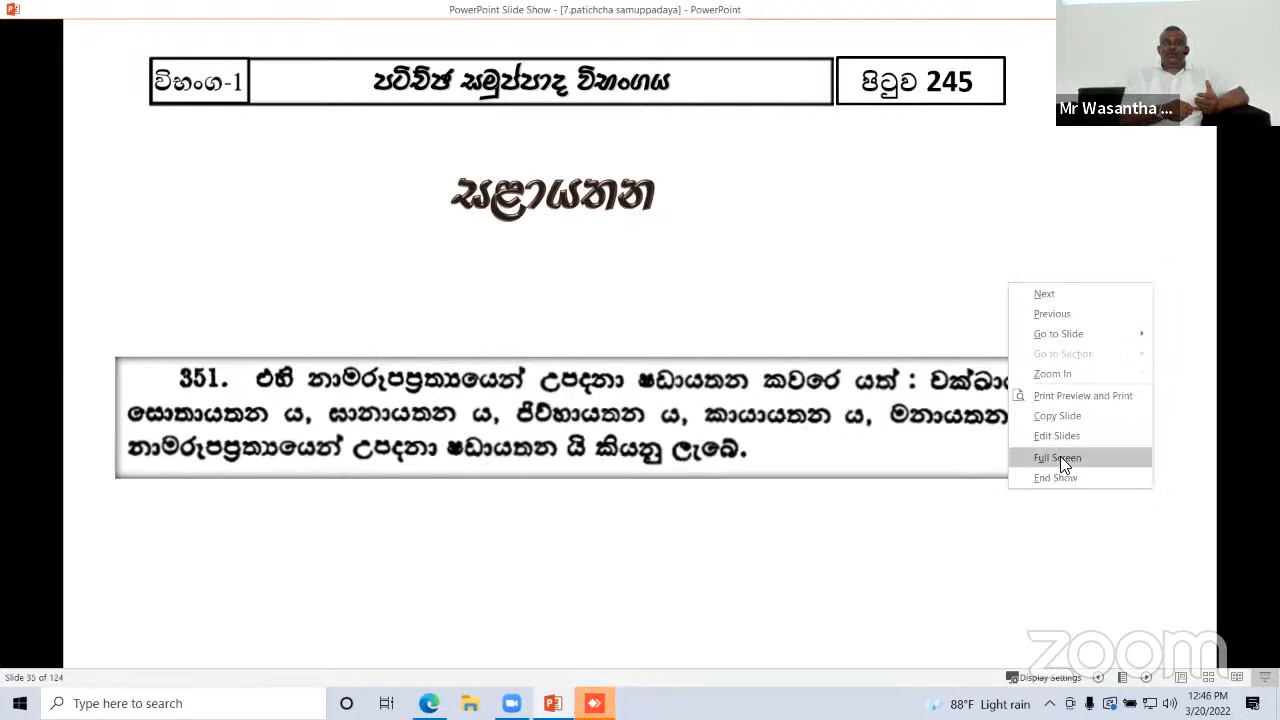 PowerPoint Slide Show - [7.patichcha samuppadaya] - PowerPoint
විභංග-1
පටිච්ඡ සමුප්පාද විභංගය
පිටුව 245
Mr Wasantha ...
සළායතන
351. එහි නාමරූපප්‍රත්‍යයෙන් උපදනා ෂඩායතන කවරෙ යත් : චක්ඛා
සොතායතන ය, ඝානායතන ය, ජිව්හායතන ය, කායායතන ය, මනායතන
නාමරූපප්‍රත්‍යයෙන් උපදනා ෂඩායතන යි කියනු ලැබේ.
Next
Previous
Go to Slide
Go to Section
Zoom In
Print Preview and Print
Copy Slide
Edit Slides
Full Screen
End Show
zoom
Slide 35 of 124
Display Settings
Type here to search
88°F Light rain
12:46 PM
3/20/2022